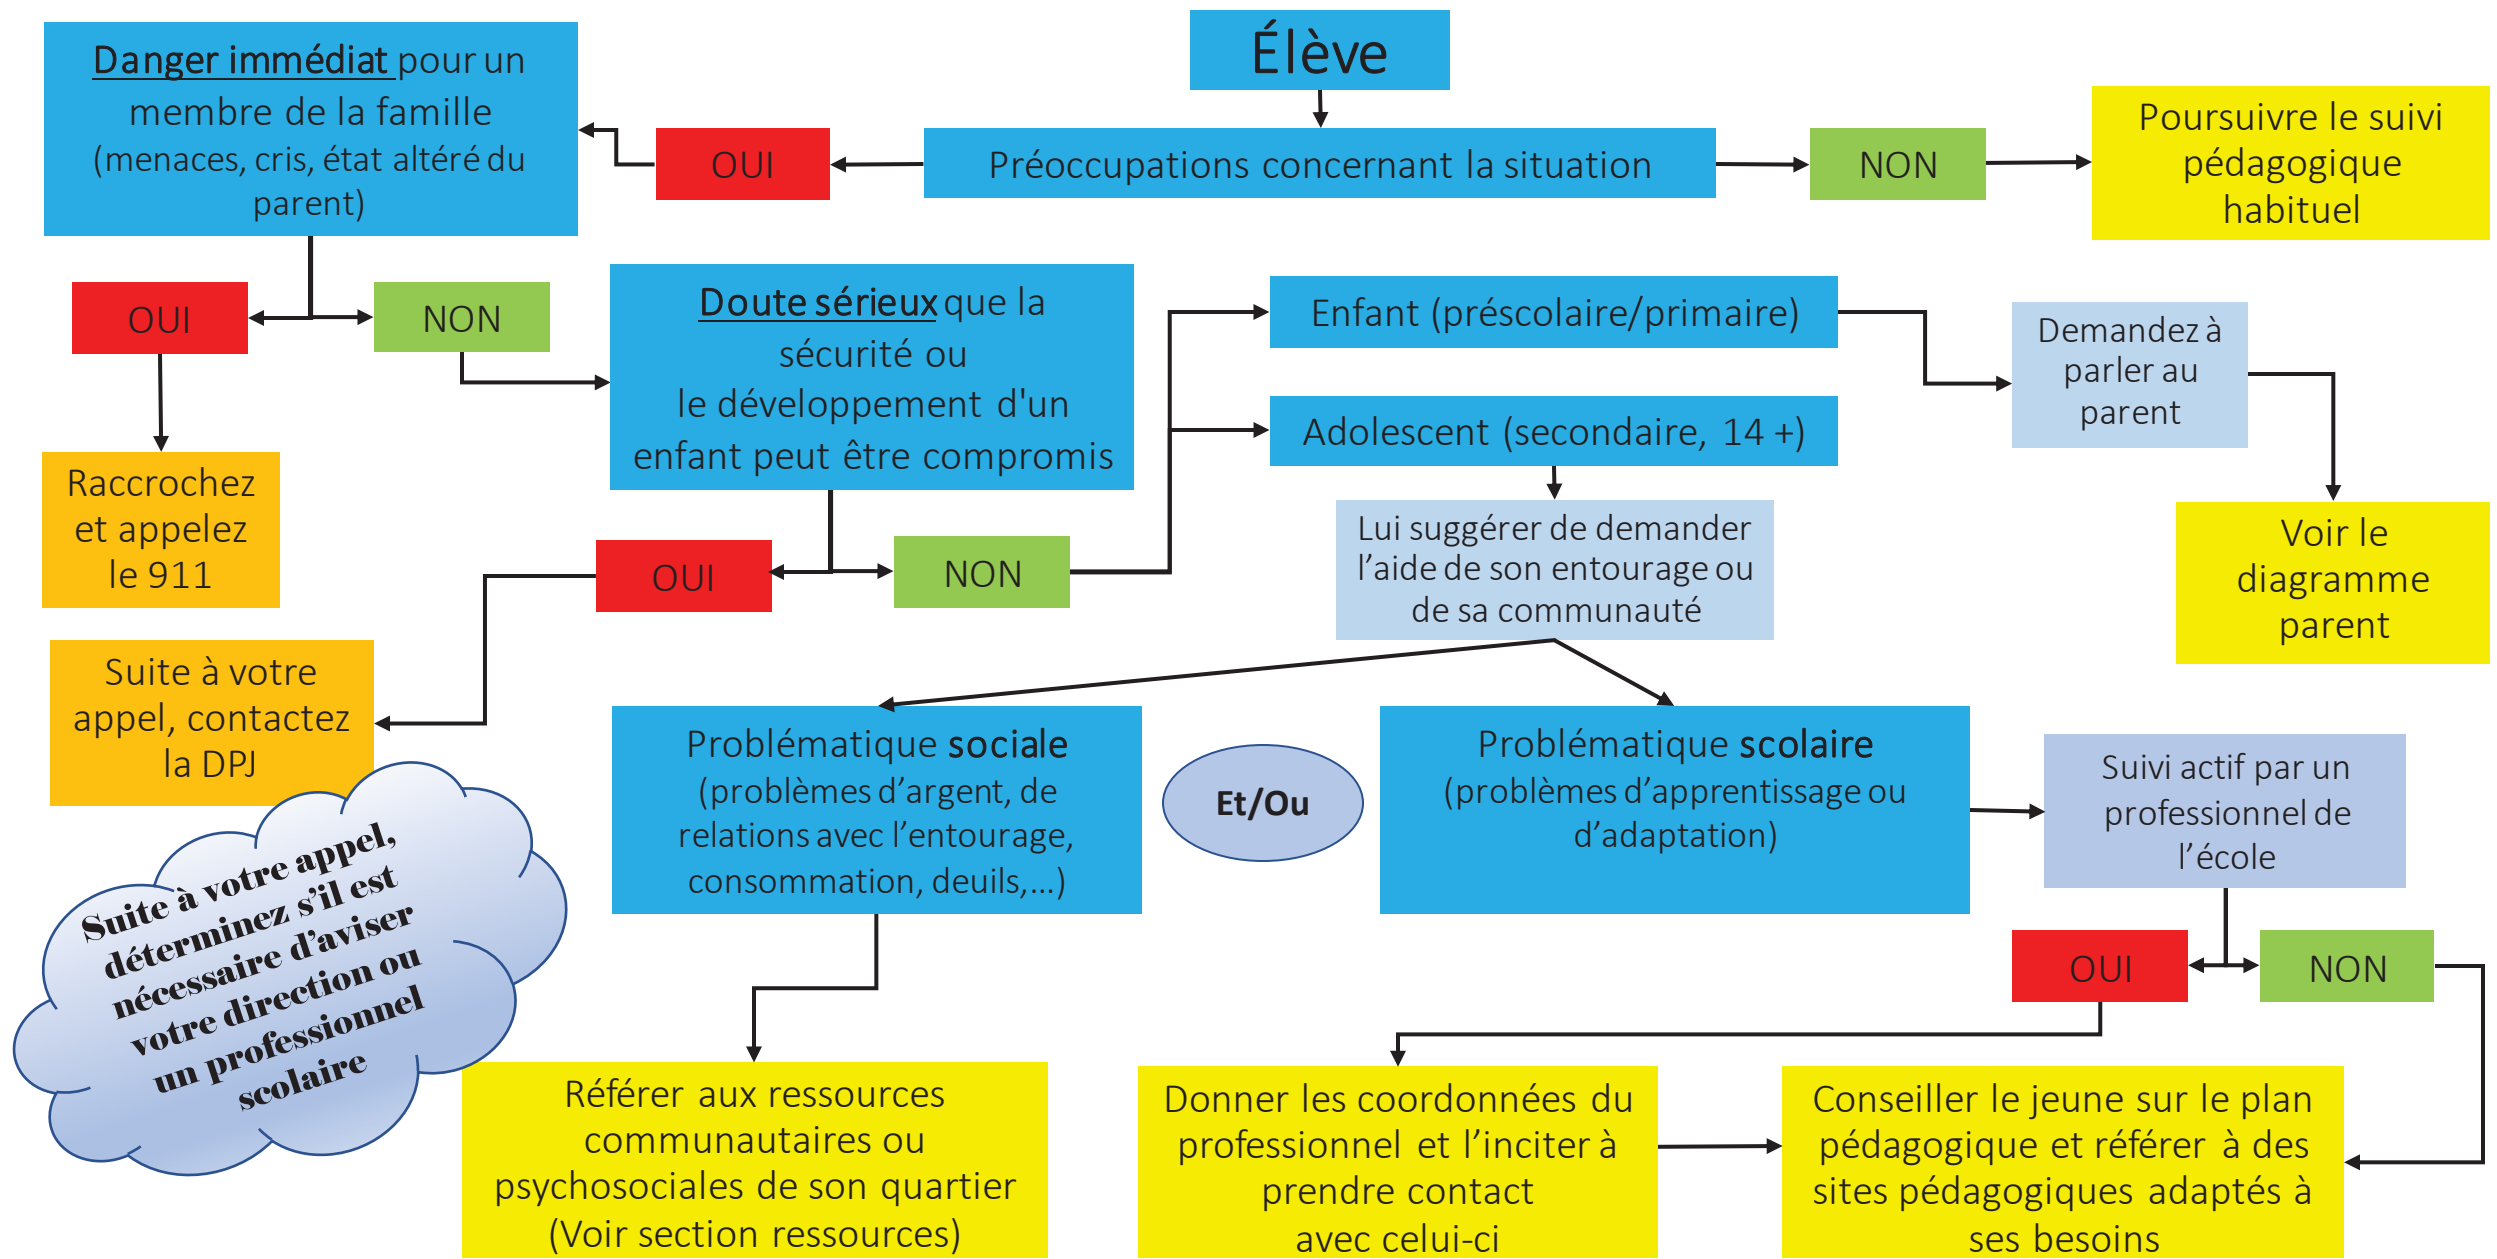 Élève
Danger immédiat pour un
membre de la famille
(menaces, cris, état altéré du
parent)
OUI
Préoccupations concernant la situation
NON
Poursuivre le suivi
pédagogique
habituel
OUI
NON
Doute sérieux que la
sécurité ou
le développement d'un
enfant peut être compromis
Enfant (préscolaire/primaire)
Demandez à
parler au
parent
Adolescent (secondaire, 14 +)
Raccrochez
et appelez
le 911
OUI
NON
Lui suggérer de demander
l’aide de son entourage ou
de sa communauté
Voir le
diagramme
parent
Suite à votre
appel, contactez
la DPJ
Problématique sociale
(problèmes d’argent, de
relations avec l’entourage,
consommation, deuils,...)
Et/Ou
Problématique scolaire
(problèmes d’apprentissage ou
d’adaptation)
Suivi actif par un
professionnel de
l’école
Suite à votre appel,
déterminez s’il est
nécessaire d’aviser
votre direction ou
un professionnel
scolaire
OUI
NON
Référer aux ressources
communautaires ou
psychosociales de son quartier
(Voir section ressources)
Donner les coordonnées du
professionnel et l’inciter à
prendre contact
avec celui-ci
Conseiller le jeune sur le plan
pédagogique et référer à des
sites pédagogiques adaptés à
ses besoins